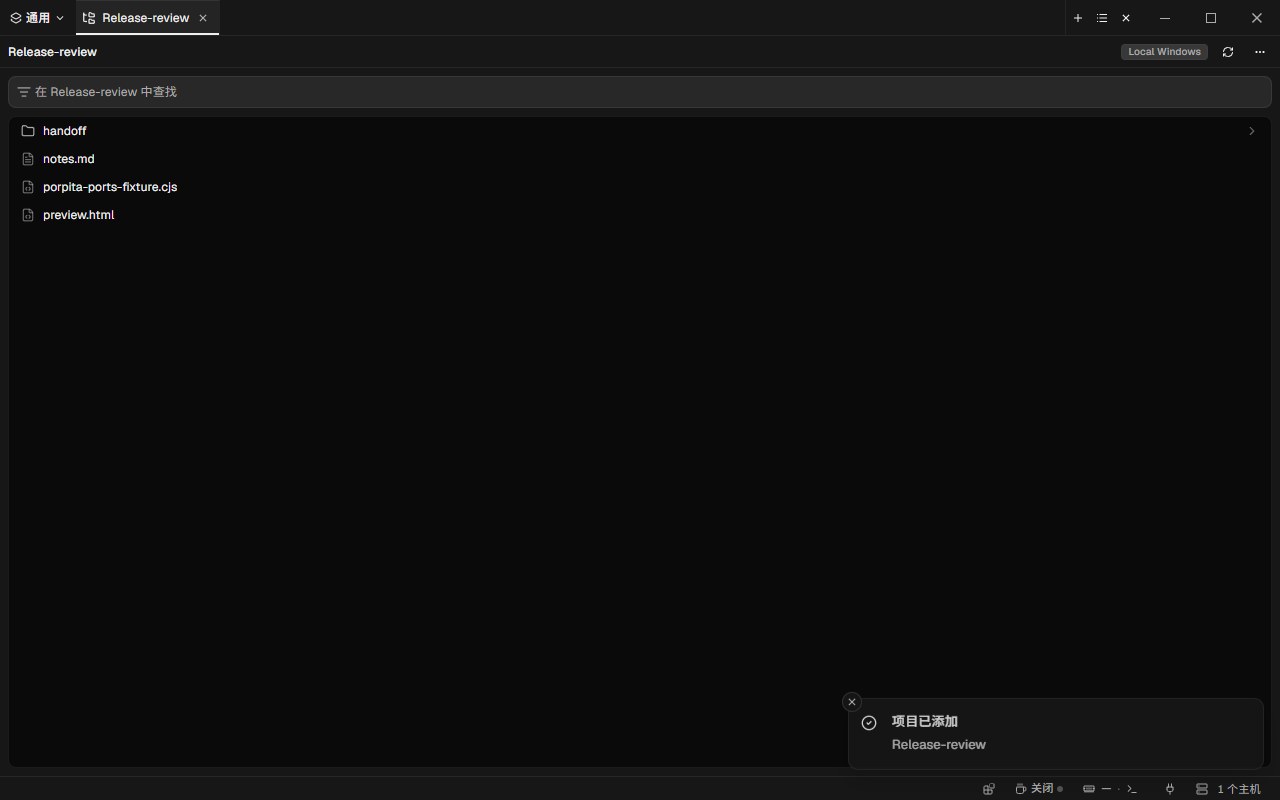 通用
Release-review
Release-review
Local Windows
在 Release-review 中查找
handoff
notes.md
porpita-ports-fixture.cjs
preview.html
项目已添加
Release-review
关闭
1 个主机